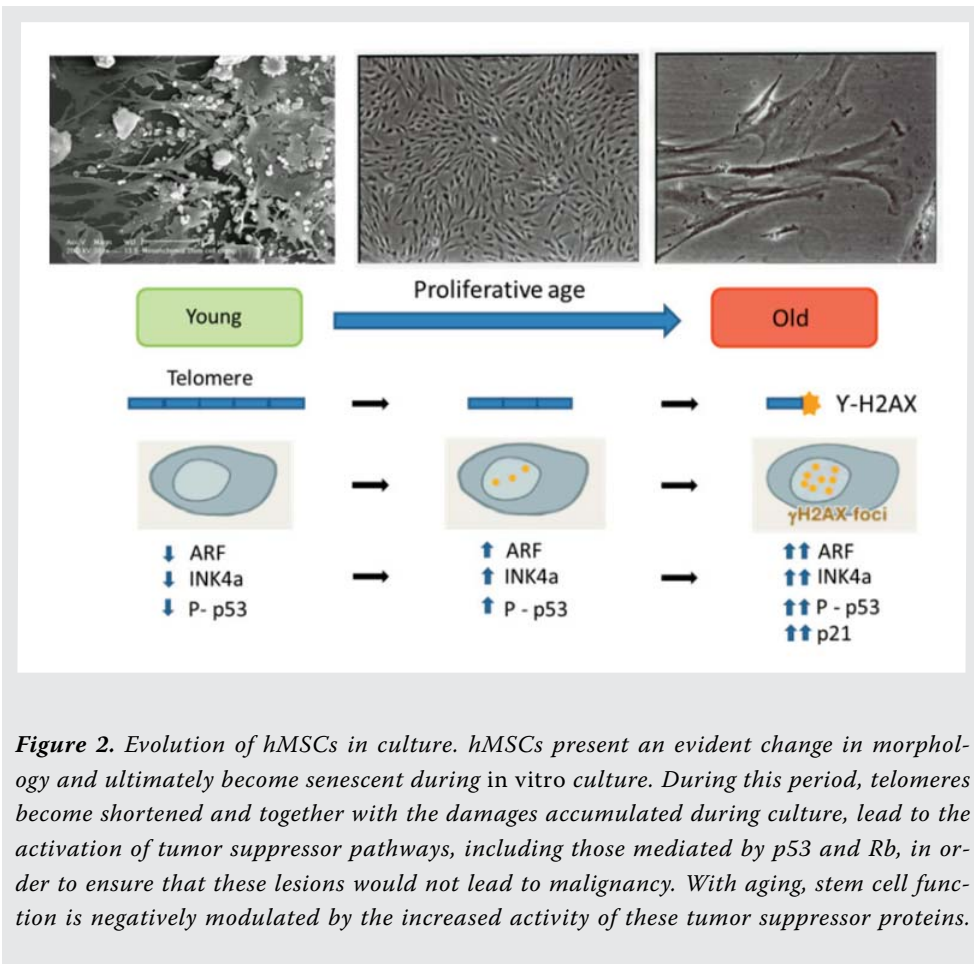 Proliferative age
Young
Old
Telomere
Y-H2AX
γH2AX foci
ARF
INK4a
P- p53
ARF
INK4a
P - p53
ARF
INK4a
P - p53
p21
Figure 2. Evolution of hMSCs in culture. hMSCs present an evident change in morphol-
ogy and ultimately become senescent during in vitro culture. During this period, telomeres
become shortened and together with the damages accumulated during culture, lead to the
activation of tumor suppressor pathways, including those mediated by p53 and Rb, in or-
der to ensure that these lesions would not lead to malignancy. With aging, stem cell func-
tion is negatively modulated by the increased activity of these tumor suppressor proteins.